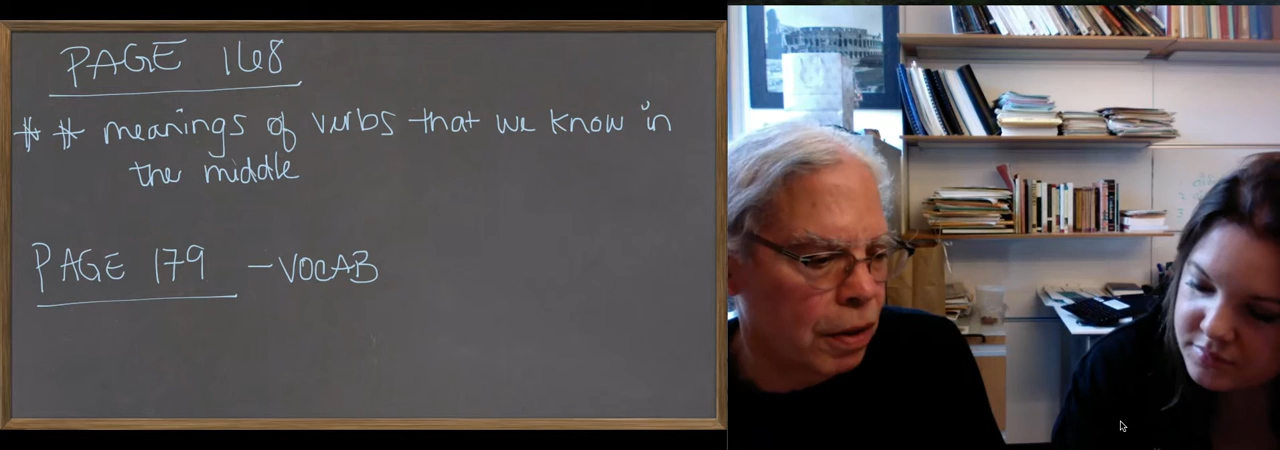 PAGE 168
** meanings of verbs that we know in
the middle
PAGE 179 - VOCAB